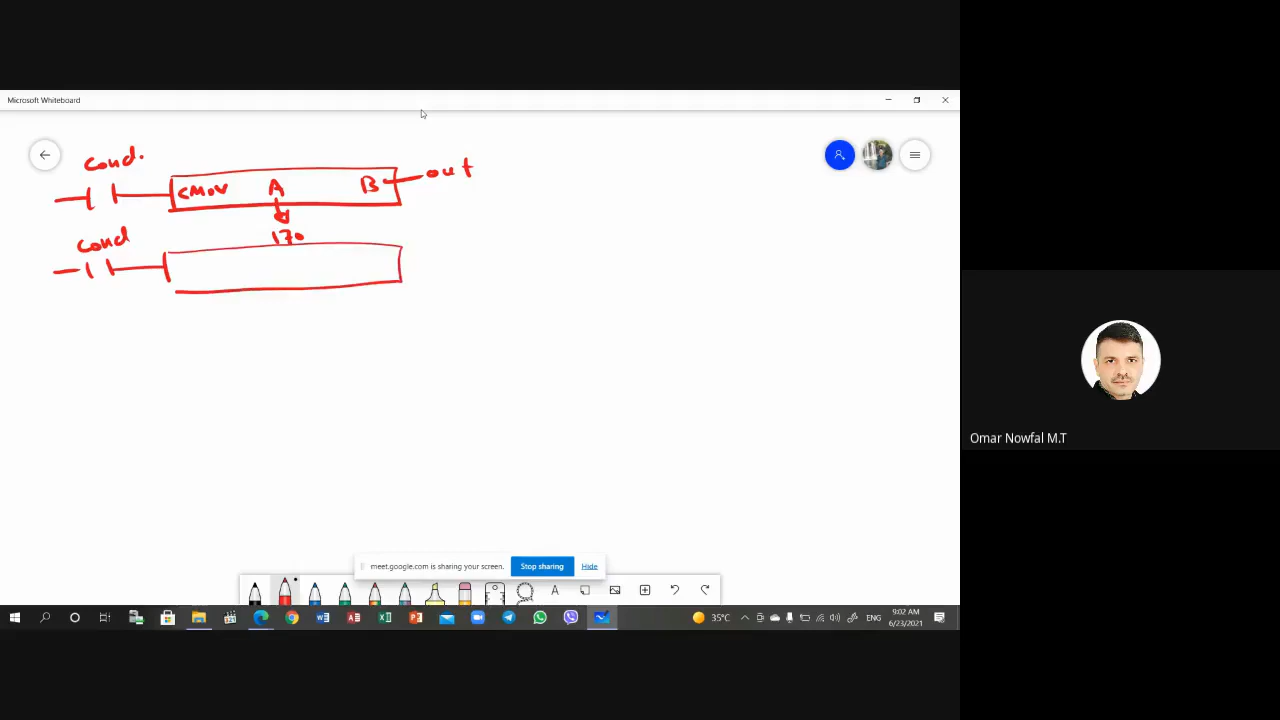 Microsoft Whiteboard
Cond.
CMOV A B out
170
Cond
Omar Nowfal M.T
meet.google.com is sharing your screen. Stop sharing Hide
35°C ENG 9:02 AM
6/23/2021